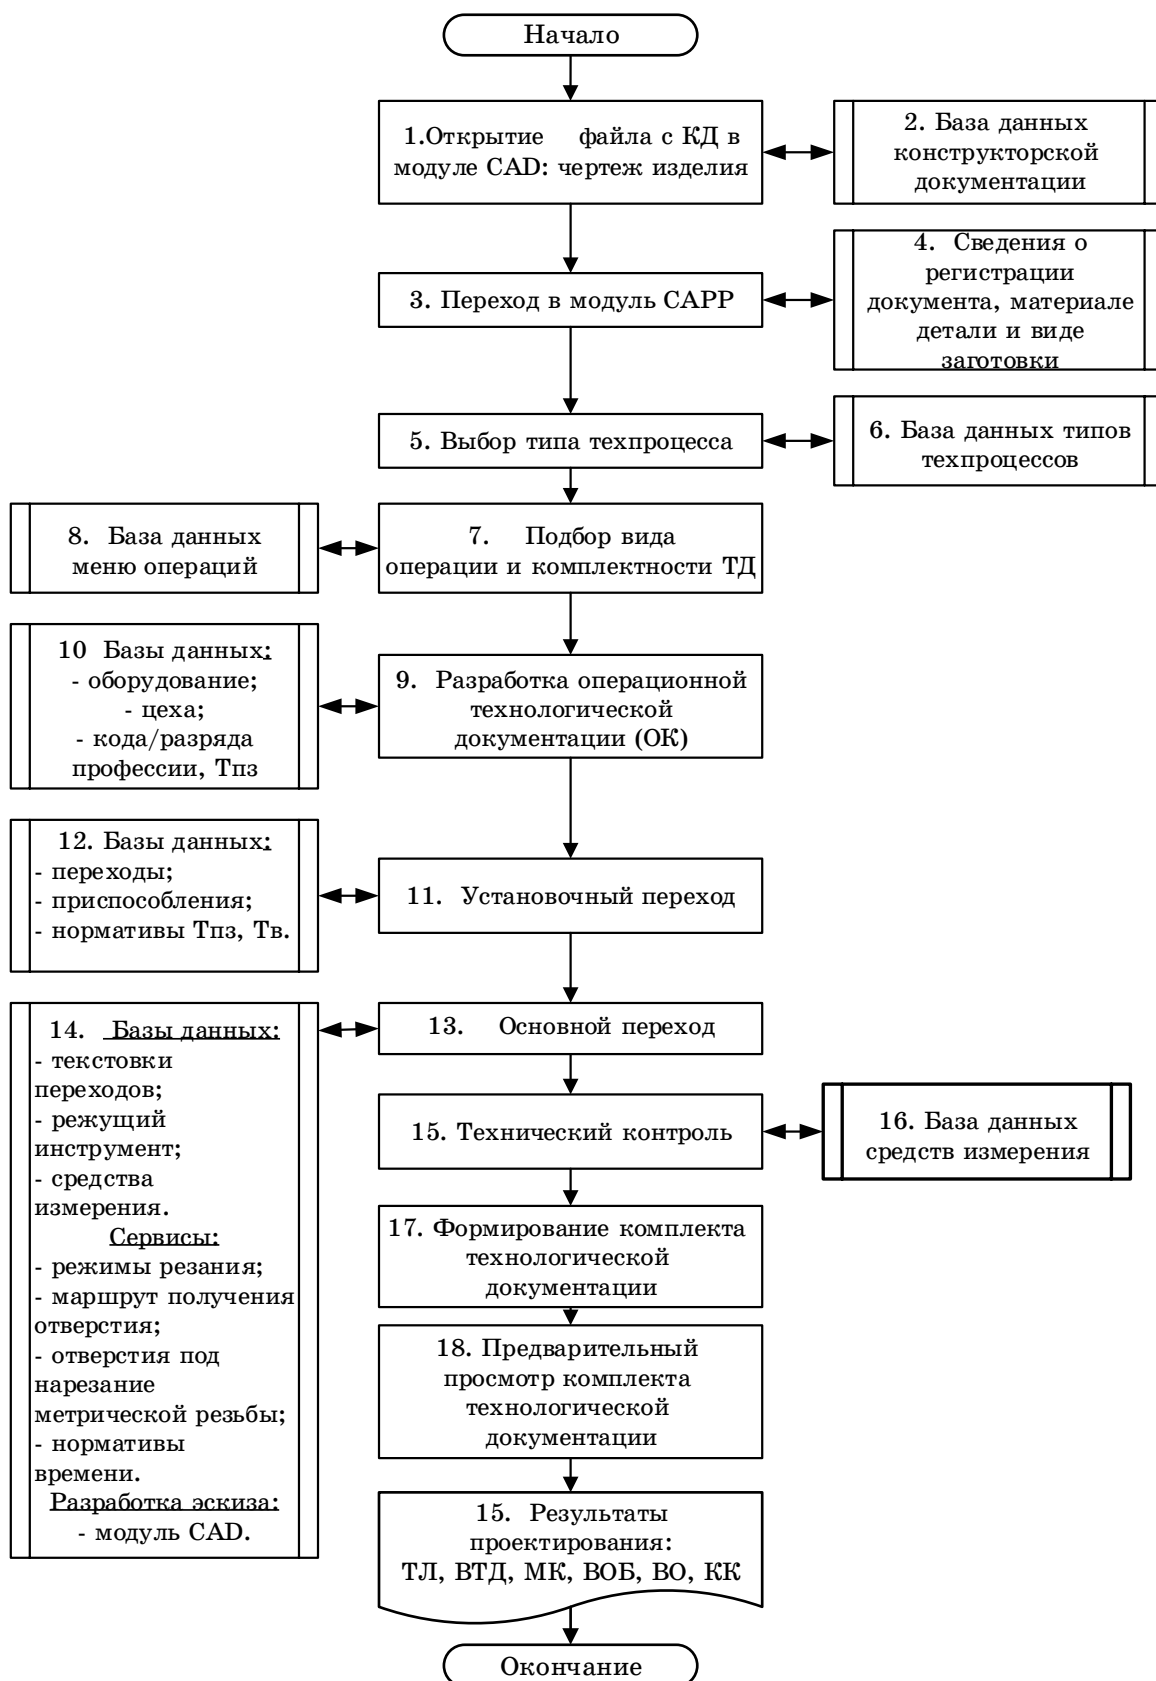 Начало
1.Открытие файла с КД в
модуле CAD: чертеж изделия
2. База данных
конструкторской
документации
3. Переход в модуль CAPP
4. Сведения о
регистрации
документа, материале
детали и виде
заготовки
5. Выбор типа техпроцесса
6. База данных типов
техпроцессов
7. Подбор вида
операции и комплектности ТД
8. База данных
меню операций
9. Разработка операционной
технологической
документации (ОК)
10 Базы данных:
- оборудование;
- цеха;
- кода/разряда
профессии, Тпз
11. Установочный переход
12. Базы данных:
- переходы;
- приспособления;
- нормативы Тпз, Тв.
13. Основной переход
14. Базы данных:
- текстовки
переходов;
- режущий
инструмент;
- средства
измерения.
Сервисы:
- режимы резания;
- маршрут получения
отверстия;
- отверстия под
нарезание
метрической резьбы;
- нормативы
времени.
Разработка эскиза:
- модуль CAD.
15. Технический контроль
16. База данных
средств измерения
17. Формирование комплекта
технологической
документации
18. Предварительный
просмотр комплекта
технологической
документации
15. Результаты
проектирования:
ТЛ, ВТД, МК, ВОБ, ВО, КК
Окончание